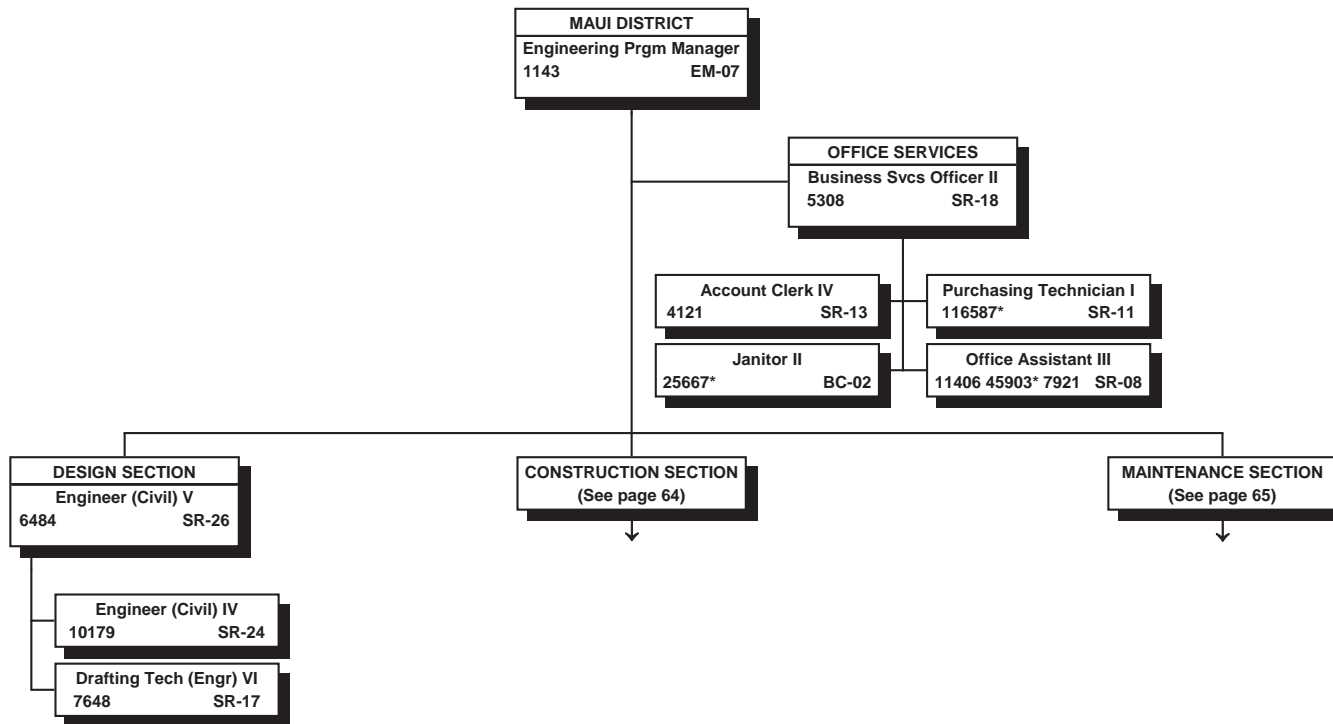 MAUI DISTRICT
Engineering Prgm Manager
1143 EM-07
OFFICE SERVICES
Business Svcs Officer II
5308 SR-18
Account Clerk IV
4121 SR-13
Purchasing Technician I
116587* SR-11
Janitor II
25667* BC-02
Office Assistant III
11406 45903* 7921 SR-08
DESIGN SECTION
Engineer (Civil) V
6484 SR-26
CONSTRUCTION SECTION
(See page 64)
MAINTENANCE SECTION
(See page 65)
Engineer (Civil) IV
10179 SR-24
Drafting Tech (Engr) VI
7648 SR-17